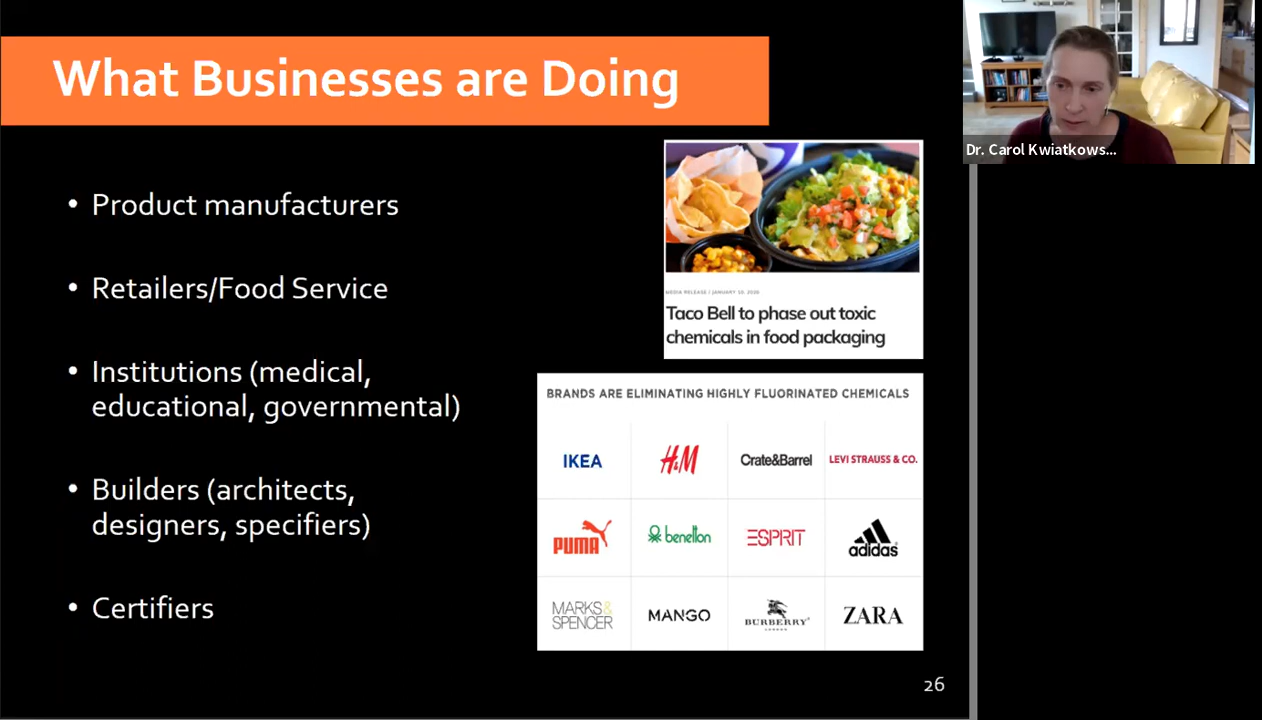 What Businesses are Doing
Dr. Carol Kwiatkows...
• Product manufacturers
• Retailers/Food Service
• Institutions (medical,
educational, governmental)
• Builders (architects,
designers, specifiers)
• Certifiers
MEDIA RELEASE / JANUARY 10, 2020
Taco Bell to phase out toxic
chemicals in food packaging
BRANDS ARE ELIMINATING HIGHLY FLUORINATED CHEMICALS
IKEA
H&M
Crate&Barrel
LEVI STRAUSS & CO.
PUMA
benetton
ESPRIT
adidas
MARKS&
SPENCER
MANGO
BURBERRY
LONDON
ZARA
26